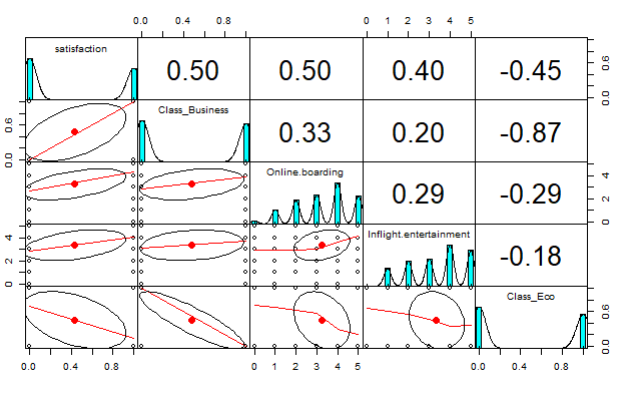 0.0 0.4 0.8 0 1 2 3 4 5
satisfaction 0.50 0.50 0.40 -0.45 0.0 0.6
0.0 0.6 Class_Business 0.33 0.20 -0.87
Online.boarding 0.29 -0.29 0 2 4
0 2 4 Inflight.entertainment -0.18
Class_Eco 0.0 0.6
0.0 0.4 0.8 0 1 2 3 4 5 0.0 0.4 0.8